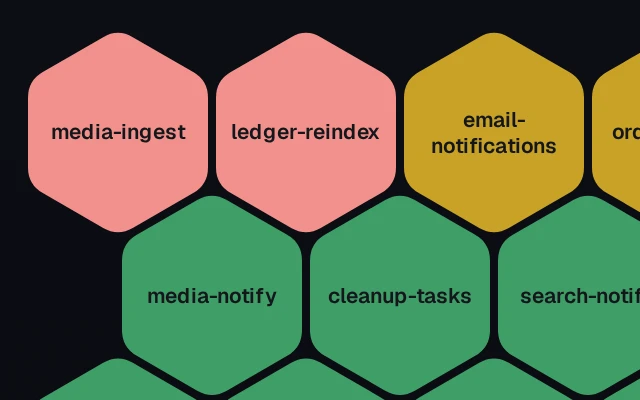 media-ingest
ledger-reindex
email-
notifications
media-notify
cleanup-tasks